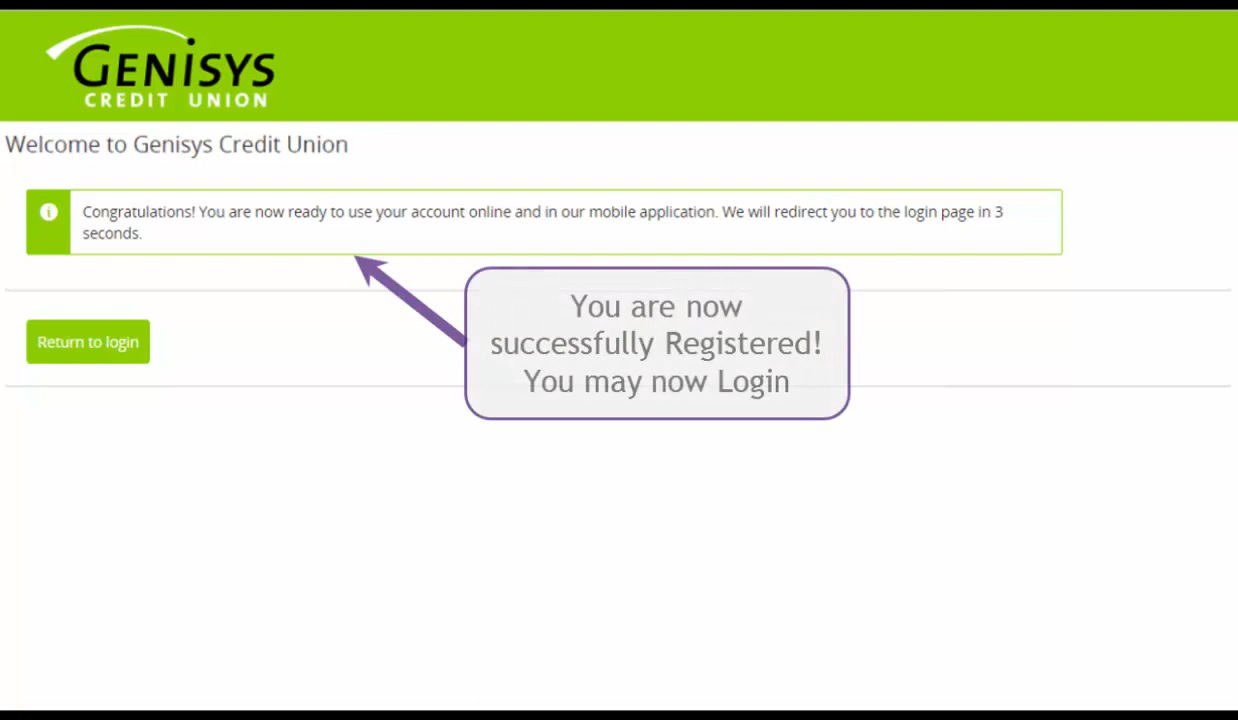 GENiSYS
CREDIT UNION
Welcome to Genisys Credit Union
Congratulations! You are now ready to use your account online and in our mobile application. We will redirect you to the login page in 3
seconds.
You are now
successfully Registered!
You may now Login
Return to login